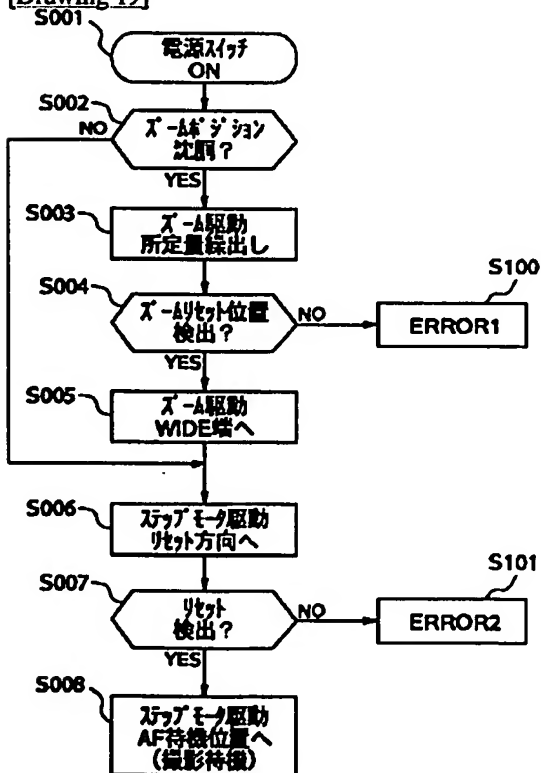 [Drawing 19]
S001
電源スイッチ
ON
S002
NO
ズームポジション
沈胴?
YES
S003
ズーム駆動
所定量繰出し
S004
ズームリセット位置
検出?
NO
S100
ERROR1
YES
S005
ズーム駆動
WIDE端へ
S006
ステップモータ駆動
リセット方向へ
S007
リセット
検出?
NO
S101
ERROR2
YES
S008
ステップモータ駆動
AF待機位置へ
(撮影待機)